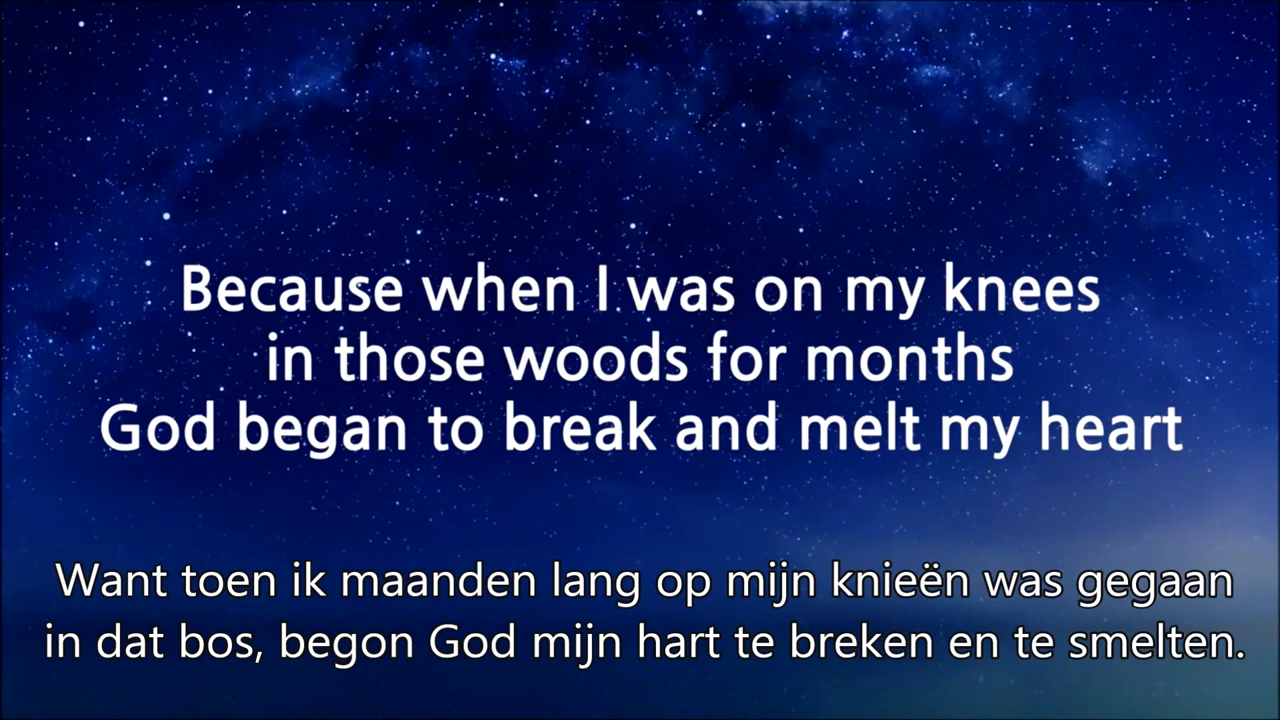 Because when I was on my knees
in those woods for months
God began to break and melt my heart
Want toen ik maanden lang op mijn knieën was gegaan
in dat bos, begon God mijn hart te breken en te smelten.